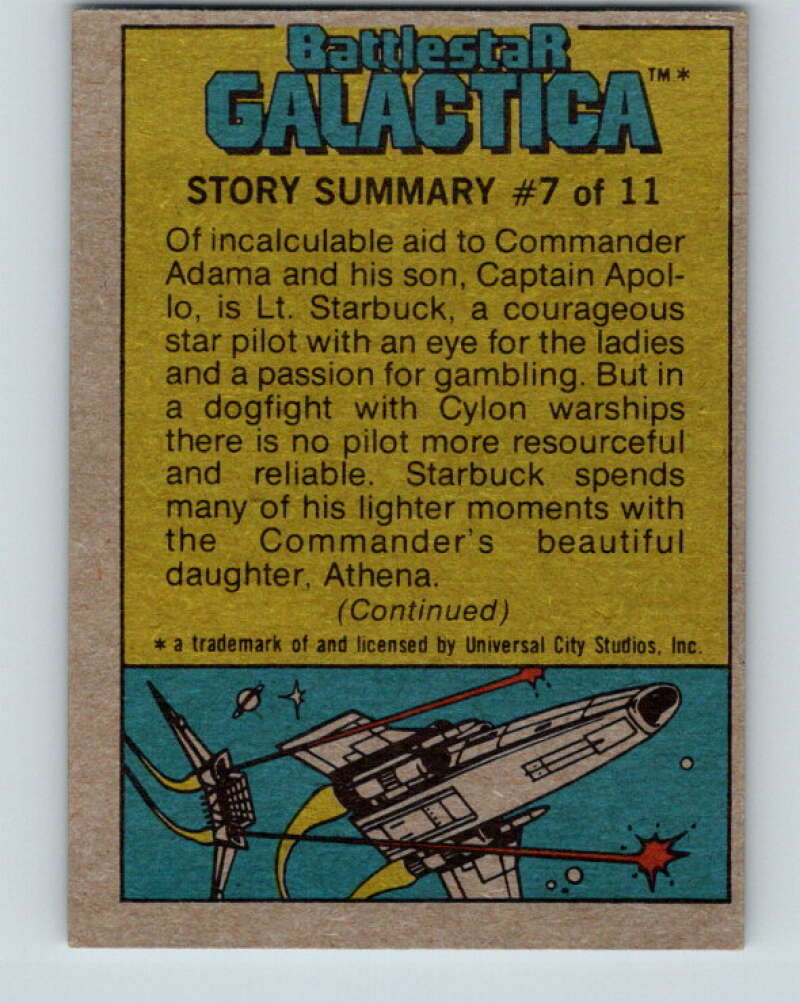 BattlestaR
GALACTICA™*
STORY SUMMARY #7 of 11
Of incalculable aid to Commander
Adama and his son, Captain Apol-
lo, is Lt. Starbuck, a courageous
star pilot with an eye for the ladies
and a passion for gambling. But in
a dogfight with Cylon warships
there is no pilot more resourceful
and reliable. Starbuck spends
many of his lighter moments with
the Commander's beautiful
daughter, Athena.
(Continued)
* a trademark of and licensed by Universal City Studios, Inc.